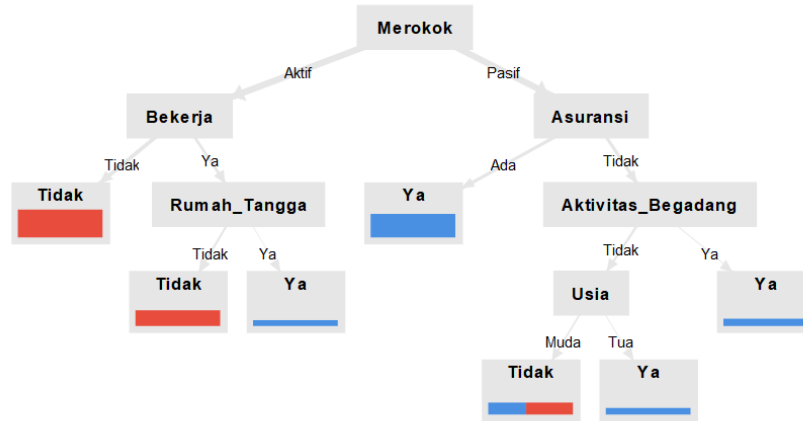 Merokok
Aktif
Pasif
Bekerja
Asuransi
Tidak
Ya
Ada
Tidak
Tidak
Rumah_Tangga
Ya
Aktivitas_Begadang
Tidak
Ya
Tidak
Ya
Tidak
Ya
Usia
Ya
Muda
Tua
Tidak
Ya